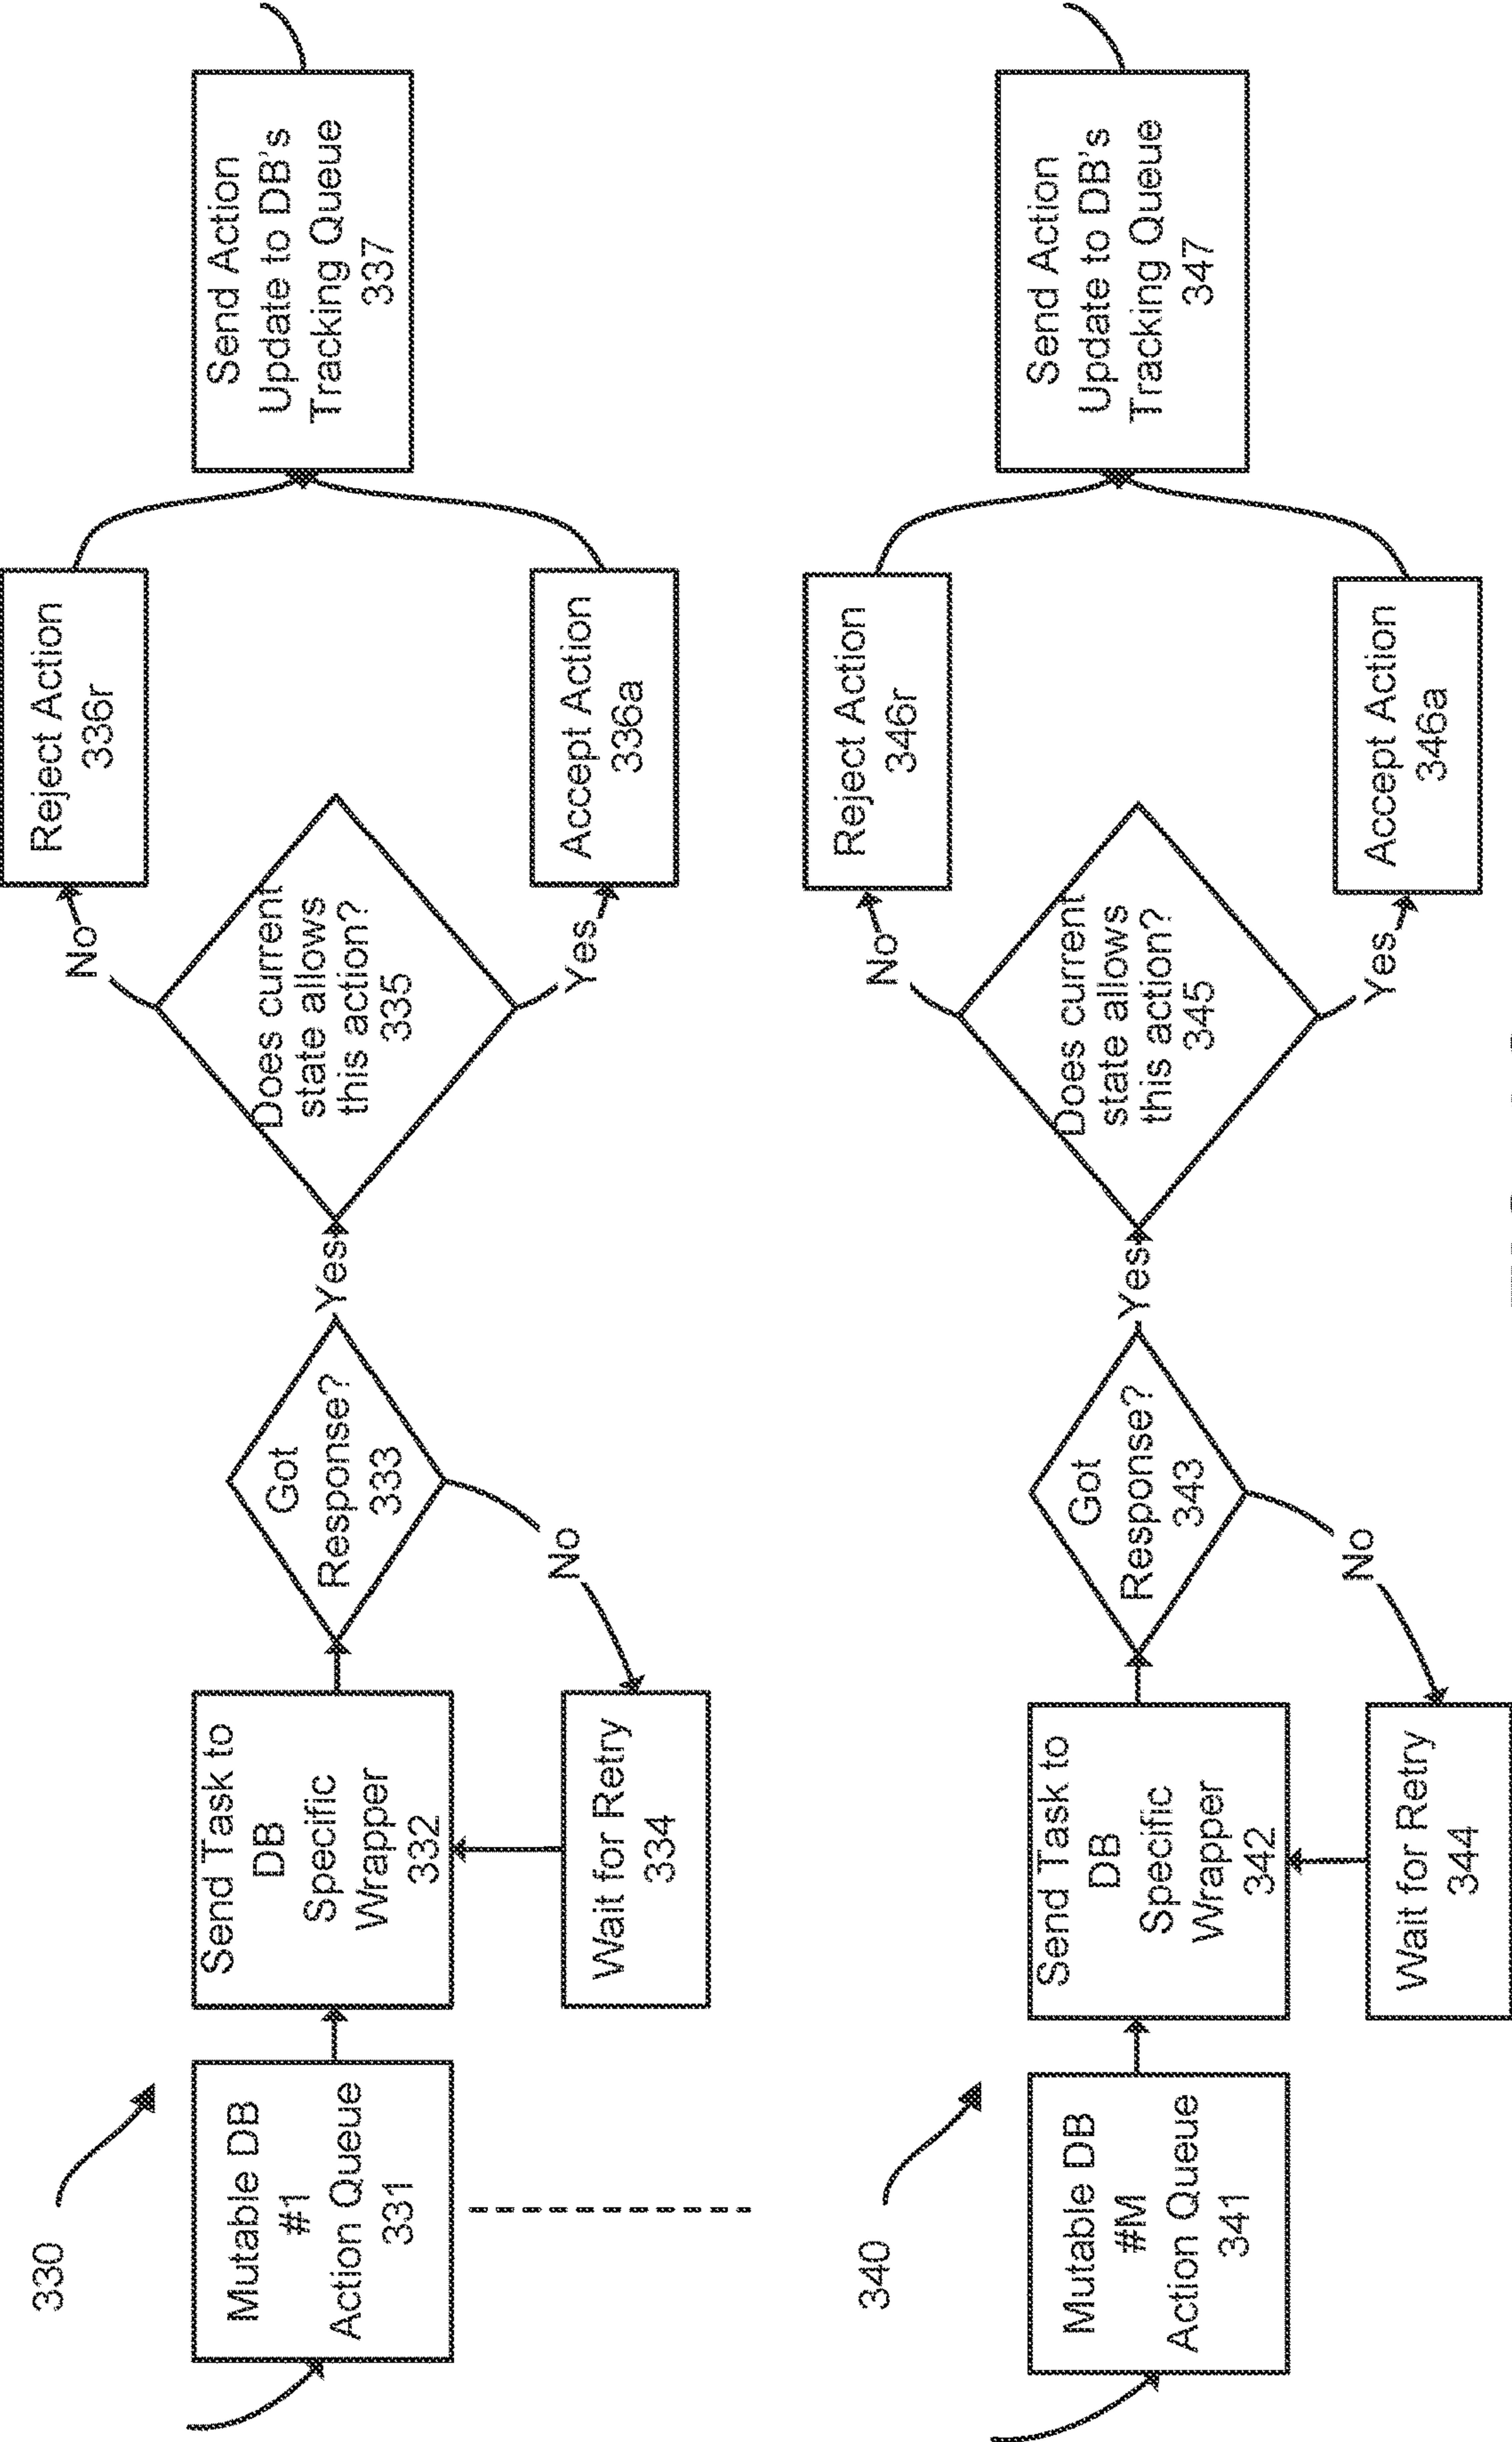 330
Mutable DB
#1
Action Queue
331
Send Task to
DB
Specific
Wrapper
332
Wait for Retry
334
Got
Response?
333
No
Yes
Does current
state allows
this action?
335
No
Yes
Reject Action
336r
Accept Action
336a
Send Action
Update to DB's
Tracking Queue
337
340
Mutable DB
#M
Action Queue
341
Send Task to
DB
Specific
Wrapper
342
Wait for Retry
344
Got
Response?
343
No
Yes
Does current
state allows
this action?
345
No
Yes
Reject Action
346r
Accept Action
346a
Send Action
Update to DB's
Tracking Queue
347